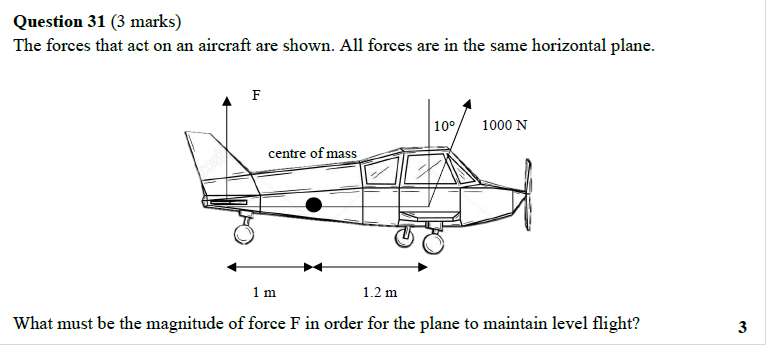 Question 31 (3 marks)
The forces that act on an aircraft are shown. All forces are in the same horizontal plane.
F
10°
1000 N
centre of mass
1 m
1.2 m
What must be the magnitude of force F in order for the plane to maintain level flight?
3